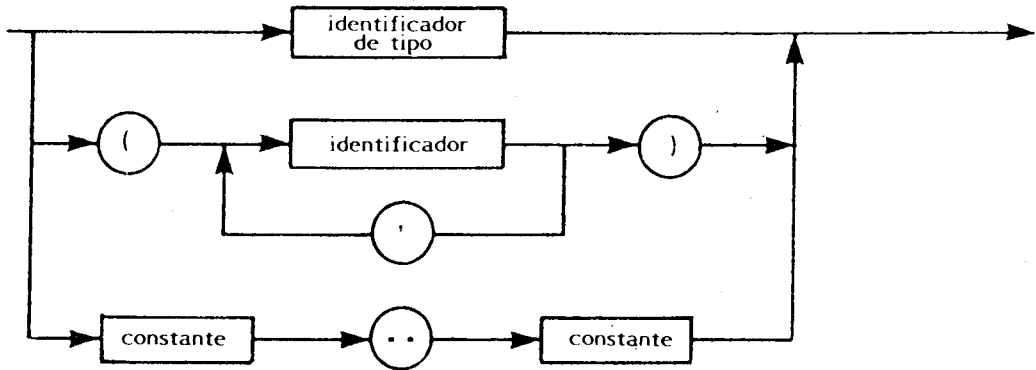 identificador
de tipo
( identificador )
,
constante .. constante